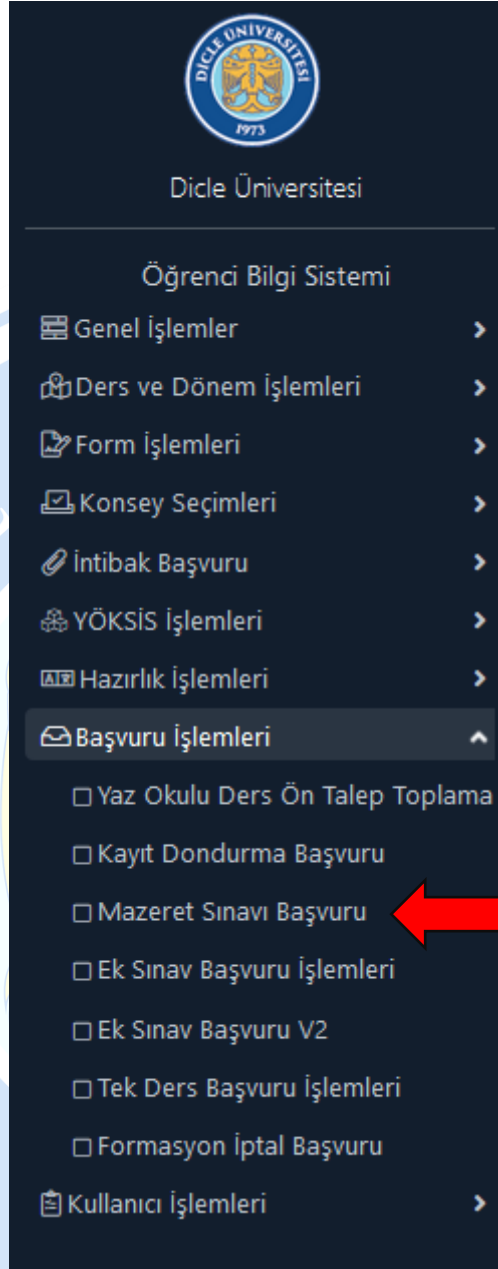 DİCLE ÜNİVERSİTESİ
1973
Dicle Üniversitesi
Öğrenci Bilgi Sistemi
Genel İşlemler
Ders ve Dönem İşlemleri
Form İşlemleri
Konsey Seçimleri
İntibak Başvuru
YÖKSİS İşlemleri
Hazırlık İşlemleri
Başvuru İşlemleri
Yaz Okulu Ders Ön Talep Toplama
Kayıt Dondurma Başvuru
Mazeret Sınavı Başvuru
Ek Sınav Başvuru İşlemleri
Ek Sınav Başvuru V2
Tek Ders Başvuru İşlemleri
Formasyon İptal Başvuru
Kullanıcı İşlemleri